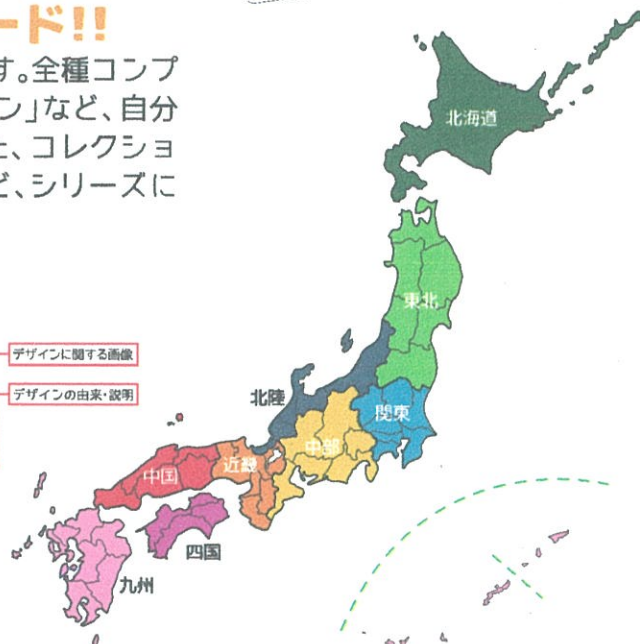 ード!!
す。全種コンプ
ン」など、自分
た、コレクショ
ど、シリーズに
北海道
東北
デザインに関する画像
デザインの由来・説明
北陸
関東
中部
近畿
中国
四国
九州